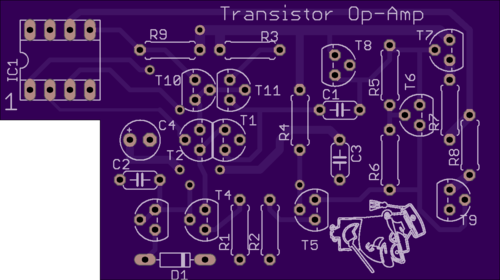 Transistor Op-Amp
R9
R3
T7
T8
IC1
T10
T11
R5
T6
C1
1
R4
R7
C4
T1
T2
C3
R6
R8
C2
T4
T5
T9
R1
R2
D1